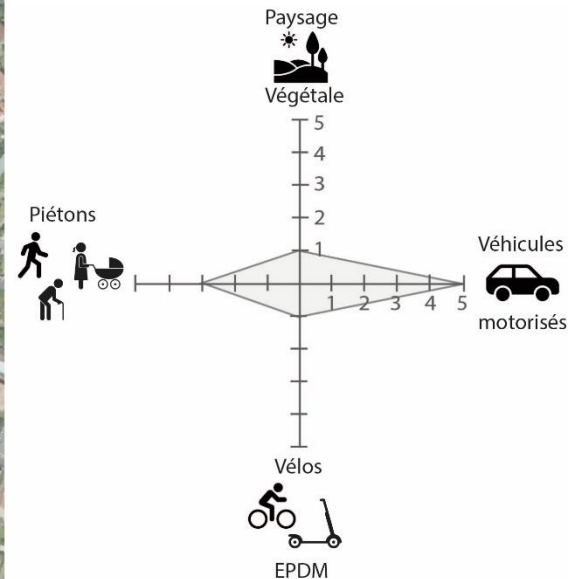 Paysage
Végétale
5
4
3
2
1
Piétons
Véhicules
motorisés
1 2 3 4 5
Vélos
EPDM